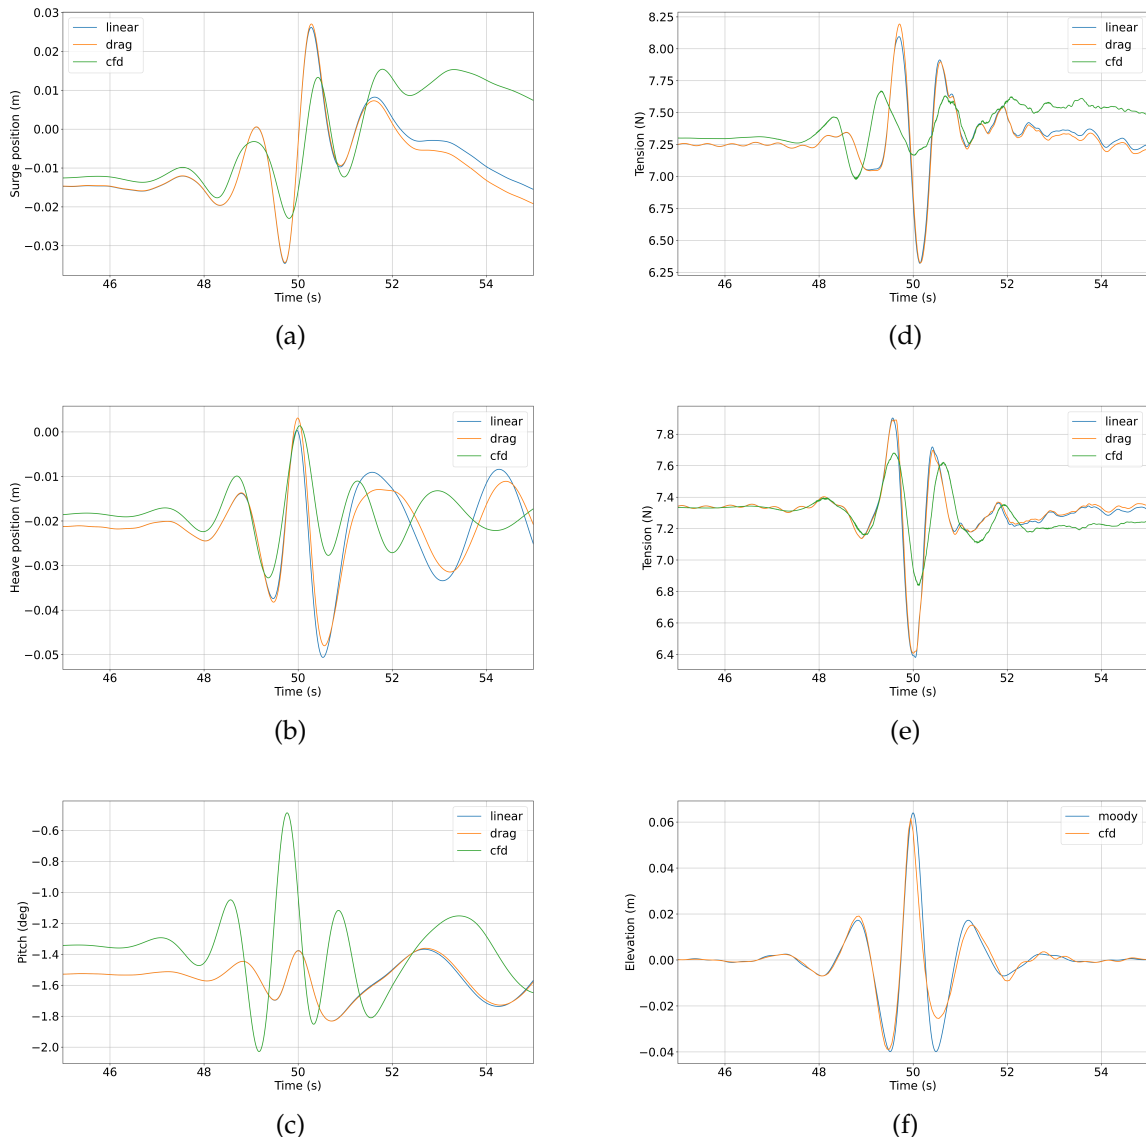 0.03
0.02
0.01
0.00
−0.01
−0.02
−0.03
Surge position (m)
linear
drag
cfd
46 48 50 52 54
Time (s)
(a)
8.25
8.00
7.75
7.50
7.25
7.00
6.75
6.50
6.25
Tension (N)
linear
drag
cfd
46 48 50 52 54
Time (s)
(d)
0.00
−0.01
−0.02
−0.03
−0.04
−0.05
Heave position (m)
linear
drag
cfd
46 48 50 52 54
Time (s)
(b)
7.8
7.6
7.4
7.2
7.0
6.8
6.6
6.4
Tension (N)
linear
drag
cfd
46 48 50 52 54
Time (s)
(e)
−0.6
−0.8
−1.0
−1.2
−1.4
−1.6
−1.8
−2.0
Pitch (deg)
linear
drag
cfd
46 48 50 52 54
Time (s)
(c)
0.06
0.04
0.02
0.00
−0.02
−0.04
Elevation (m)
moody
cfd
46 48 50 52 54
Time (s)
(f)